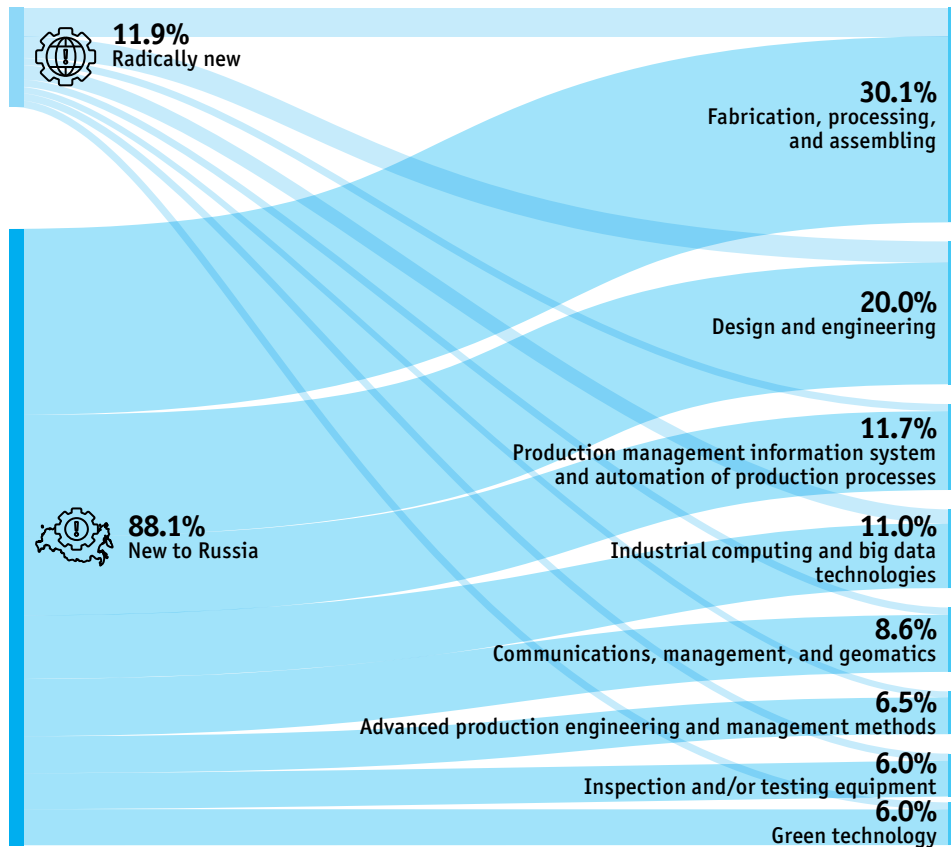 11.9%
Radically new
30.1%
Fabrication, processing,
and assembling
20.0%
Design and engineering
11.7%
Production management information system
and automation of production processes
88.1%
New to Russia
11.0%
Industrial computing and big data
technologies
8.6%
Communications, management, and geomatics
6.5%
Advanced production engineering and management methods
6.0%
Inspection and/or testing equipment
6.0%
Green technology